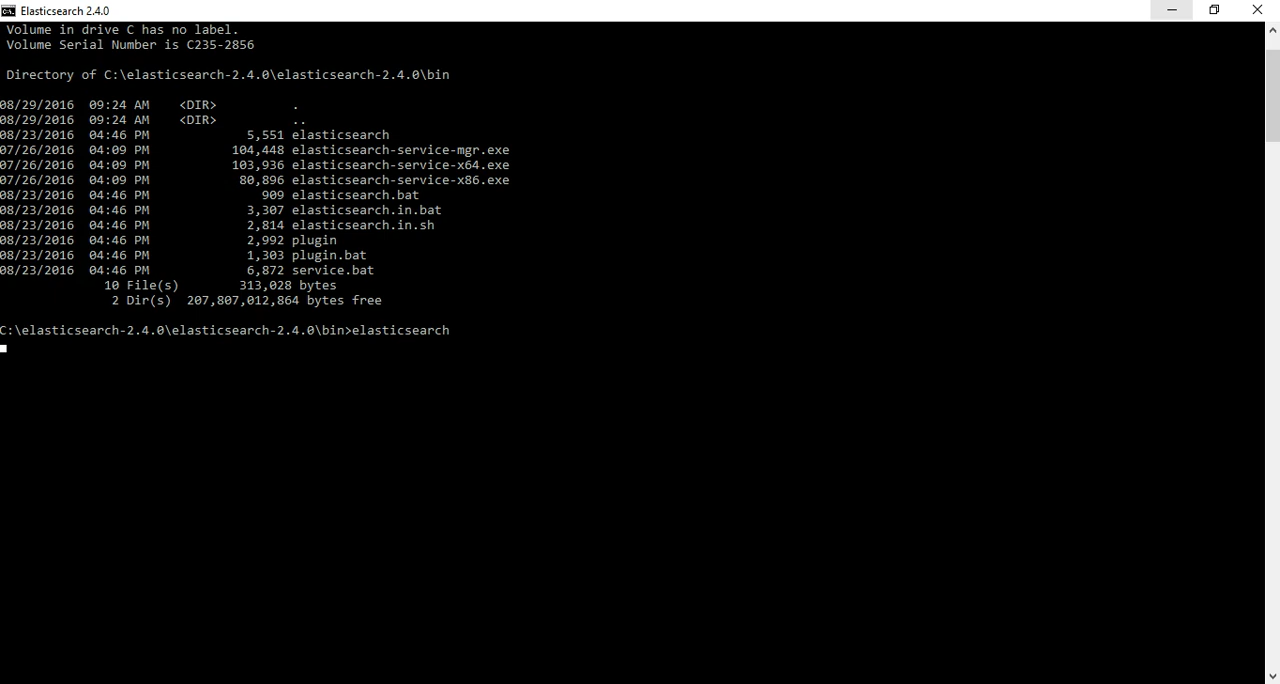 Elasticsearch 2.4.0
Volume in drive C has no label.
Volume Serial Number is C235-2856
Directory of C:\elasticsearch-2.4.0\elasticsearch-2.4.0\bin
08/29/2016  09:24 AM    <DIR>          .
08/29/2016  09:24 AM    <DIR>          ..
08/23/2016  04:46 PM             5,551 elasticsearch
07/26/2016  04:09 PM           104,448 elasticsearch-service-mgr.exe
07/26/2016  04:09 PM           103,936 elasticsearch-service-x64.exe
07/26/2016  04:09 PM            80,896 elasticsearch-service-x86.exe
08/23/2016  04:46 PM               909 elasticsearch.bat
08/23/2016  04:46 PM             3,307 elasticsearch.in.bat
08/23/2016  04:46 PM             2,814 elasticsearch.in.sh
08/23/2016  04:46 PM             2,992 plugin
08/23/2016  04:46 PM             1,303 plugin.bat
08/23/2016  04:46 PM             6,872 service.bat
10 File(s)        313,028 bytes
2 Dir(s)  207,807,012,864 bytes free
C:\elasticsearch-2.4.0\elasticsearch-2.4.0\bin>elasticsearch